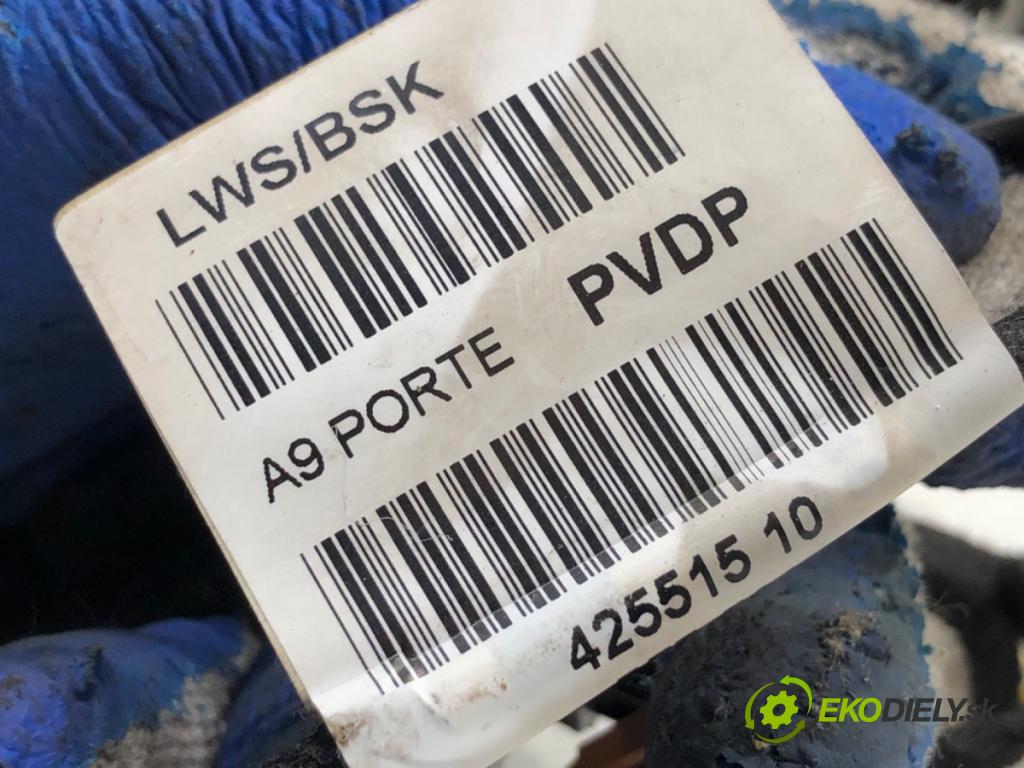 LWS/BSK
A9 PORTE PVDP
425515 10
EKODIELY.sk